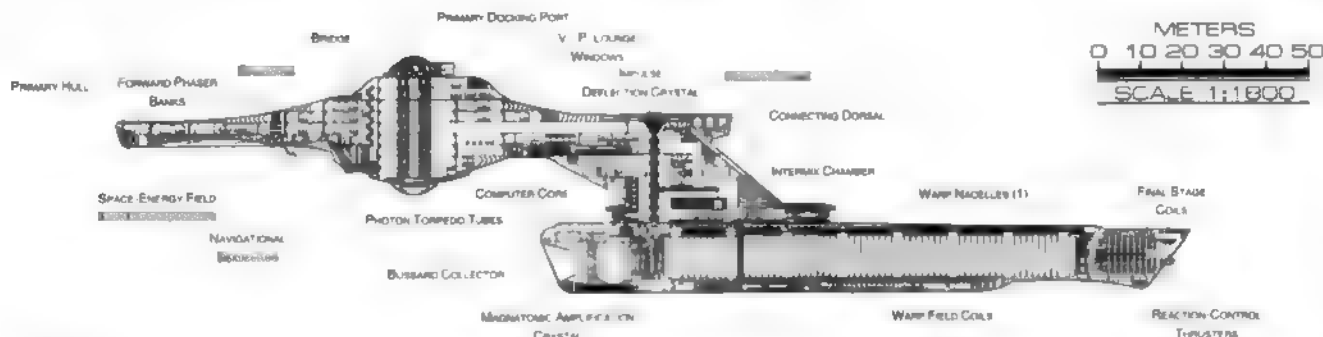 PRIMARY DOCKING PORT
BRIDGE
V. I. P. LOUNGE
WINDOWS
METERS
0 10 20 30 40 50
SCALE 1:1800
PRIMARY HULL
FORWARD PHASER
BANKS
IMPULSE
DEFLECTION CRYSTAL
CONNECTING DORSAL
SPACE-ENERGY FIELD
COMPUTER CORE
INTERMIX CHAMBER
WARP NACELLES (1)
FINAL STAGE
COILS
PHOTON TORPEDO TUBES
NAVIGATIONAL
BUSSARD COLLECTOR
MAGNATOMIC AMPLIFICATION
CRYSTAL
WARP FIELD COILS
REACTION CONTROL
THRUSTERS